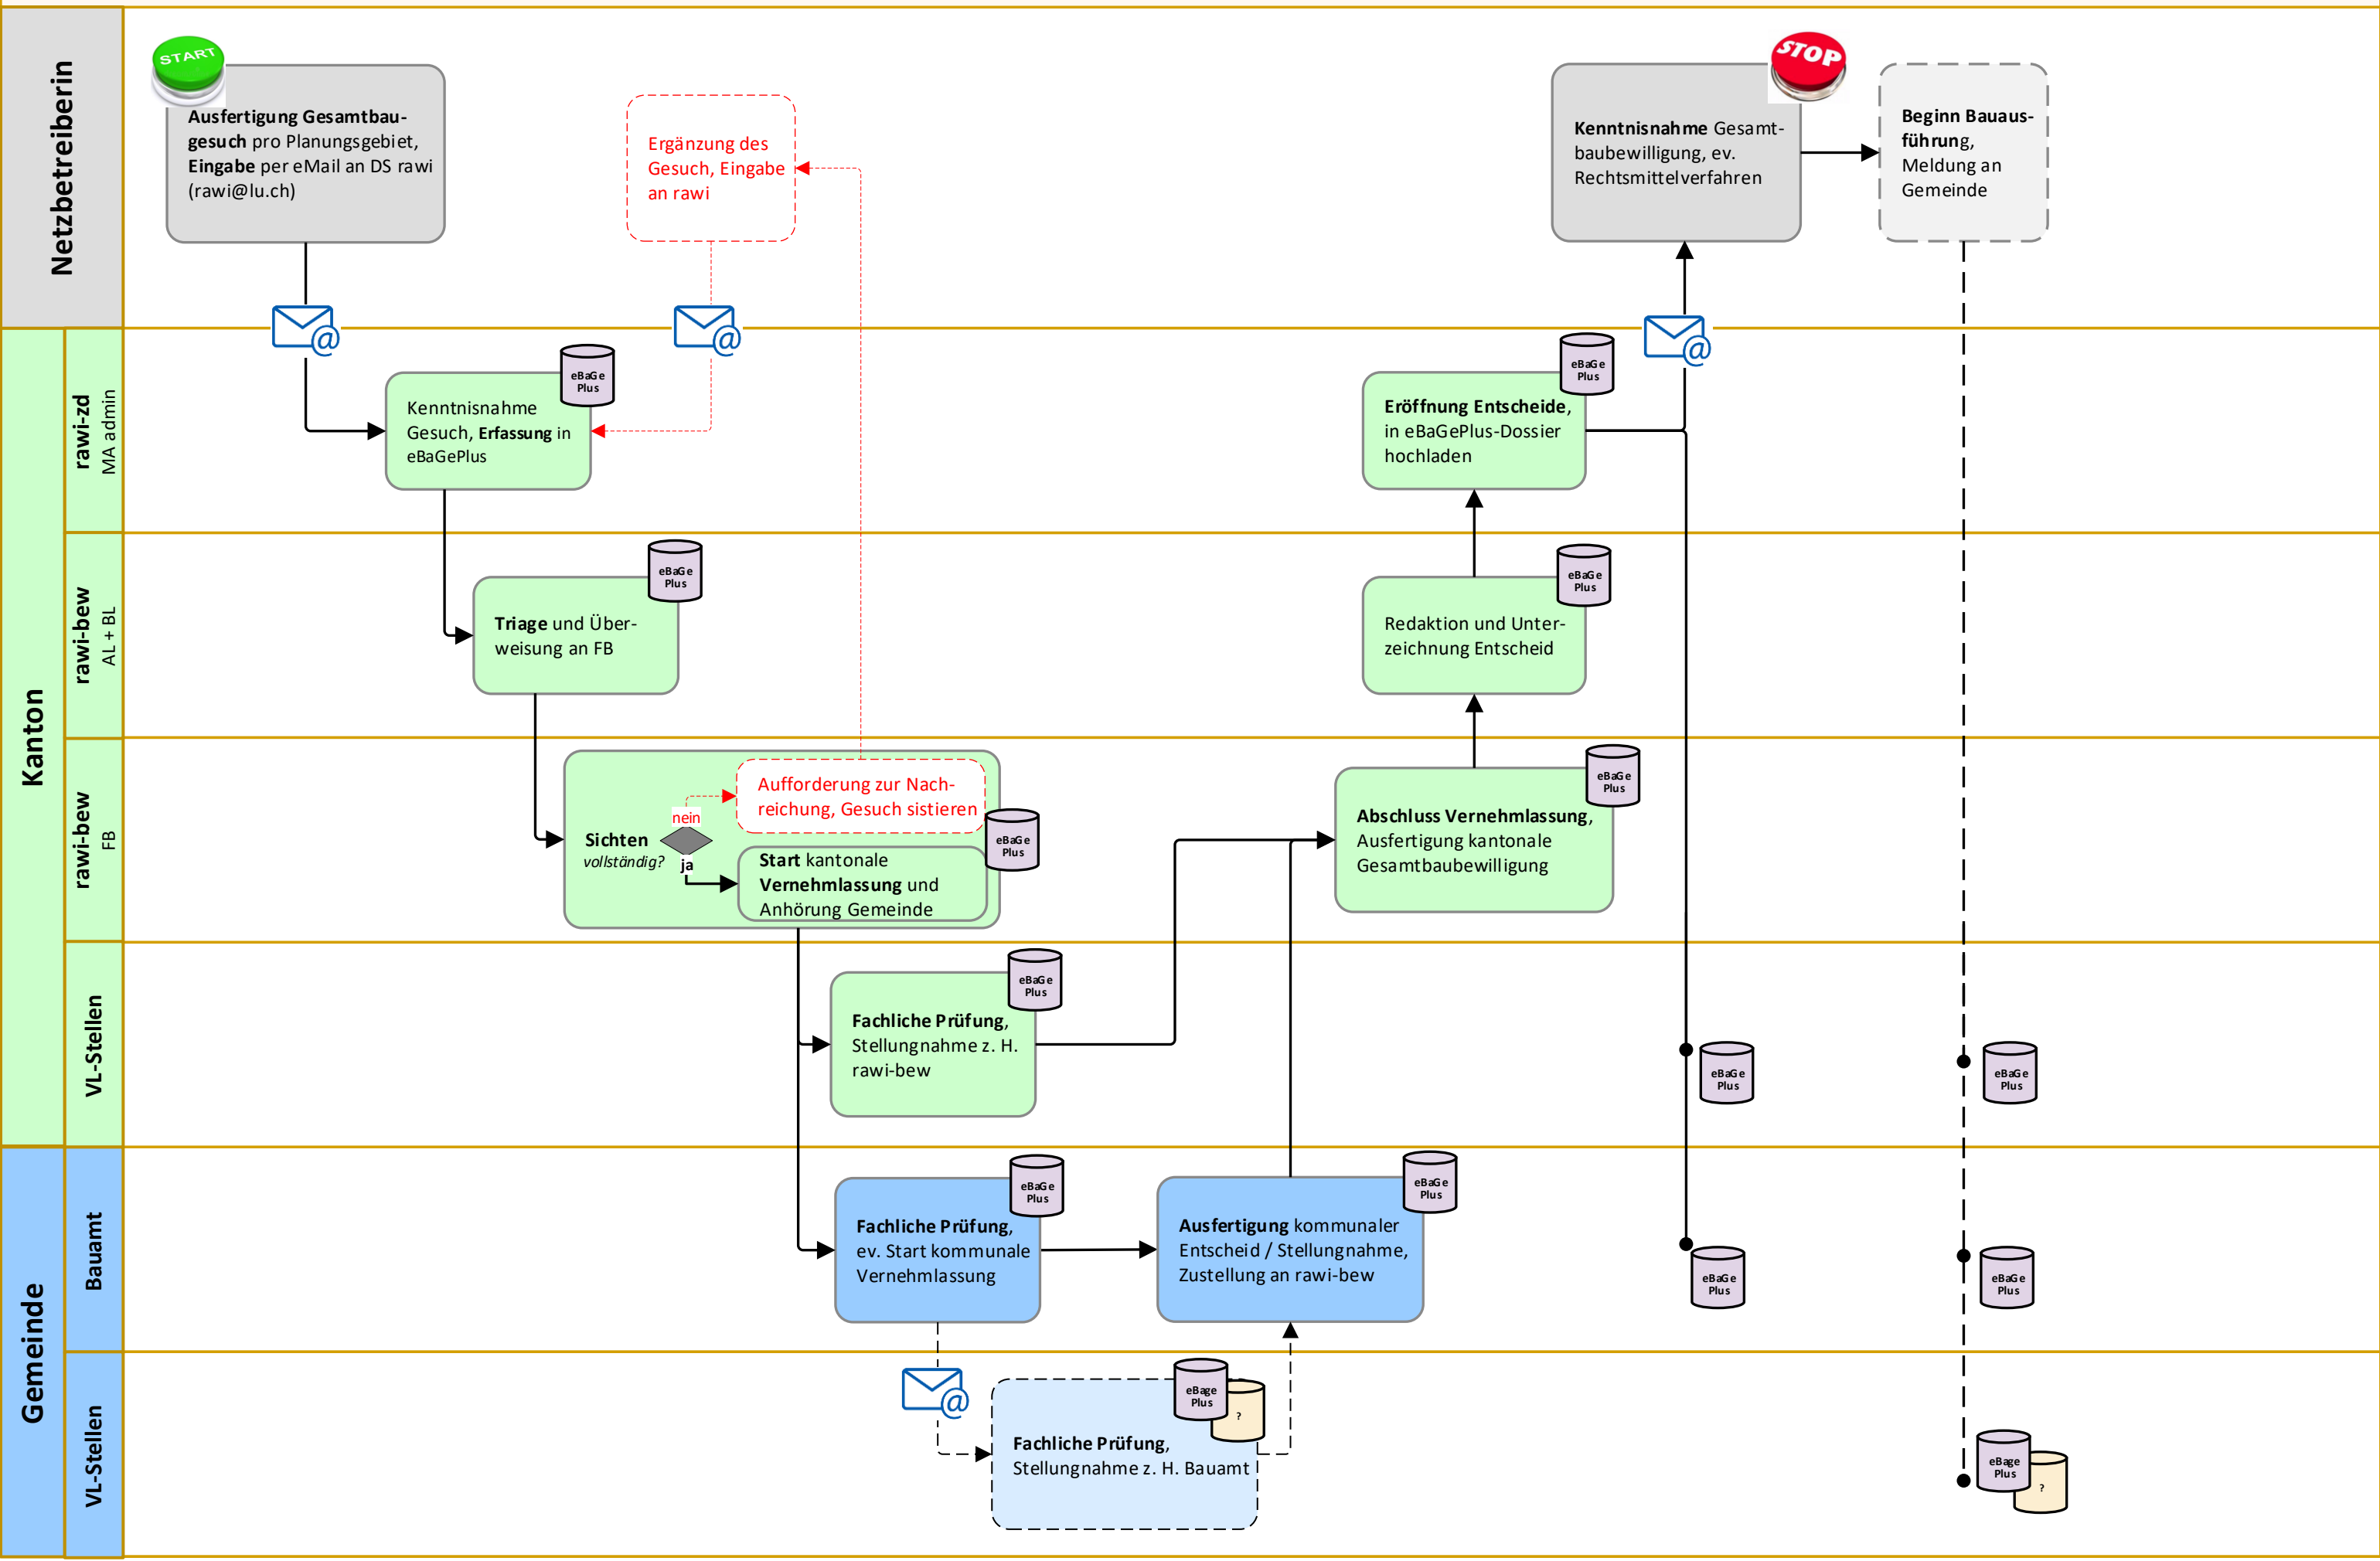 Netzbetreiberin
START
Ausfertigung Gesamtbau-
gesuch pro Planungsgebiet,
Eingabe per eMail an DS rawi
(rawi@lu.ch)
Ergänzung des
Gesuch, Eingabe
an rawi
STOP
Kenntnisnahme Gesamt-
baubewilligung, ev.
Rechtsmittelverfahren
Beginn Bauaus-
führung,
Meldung an
Gemeinde
@
@
@
Kanton
rawi-zd
MA admin
eBaGe
Plus
Kenntnisnahme
Gesuch, Erfassung in
eBaGePlus
eBaGe
Plus
Eröffnung Entscheide,
in eBaGePlus-Dossier
hochladen
rawi-bew
AL + BL
eBaGe
Plus
Triage und Über-
weisung an FB
eBaGe
Plus
Redaktion und Unter-
zeichnung Entscheid
rawi-bew
FB
Sichten
vollständig?
nein
ja
Aufforderung zur Nach-
reichung, Gesuch sistieren
Start kantonale
Vernehmlassung und
Anhörung Gemeinde
eBaGe
Plus
eBaGe
Plus
Abschluss Vernehmlassung,
Ausfertigung kantonale
Gesamtbaubewilligung
VL-Stellen
eBaGe
Plus
Fachliche Prüfung,
Stellungnahme z. H.
rawi-bew
eBaGe
Plus
eBaGe
Plus
Gemeinde
Bauamt
eBaGe
Plus
Fachliche Prüfung,
ev. Start kommunale
Vernehmlassung
eBaGe
Plus
Ausfertigung kommunaler
Entscheid / Stellungnahme,
Zustellung an rawi-bew
eBaGe
Plus
eBaGe
Plus
VL-Stellen
@
eBage
Plus
?
Fachliche Prüfung,
Stellungnahme z. H. Bauamt
eBage
Plus
?